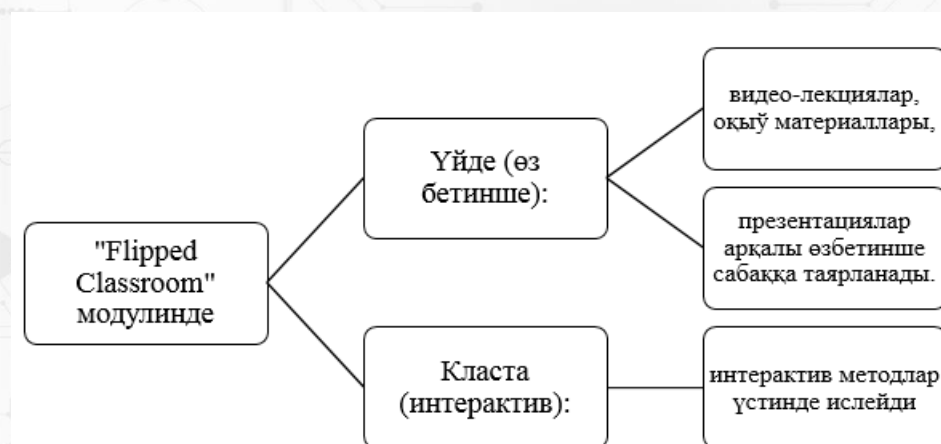 "Flipped
Classroom"
модулинде
Үйде (өз
бетинше):
видео-лекциялар,
оқыў материаллары,
презентациялар
арқалы өзбетинше
сабаққа таярланады.
Класта
(интерактив):
интерактив методлар
үстинде ислейди